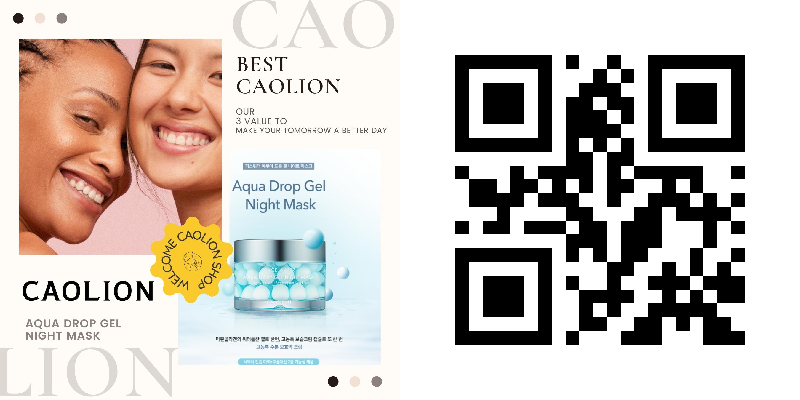 CAO
BEST
CAOLION
OUR
3 VALUE TO
MAKE YOUR TOMORROW A BETTER DAY
Aqua Drop Gel
Night Mask
WELCOME CAOLION SHOP
CAOLION
AQUA DROP GEL
NIGHT MASK
LION